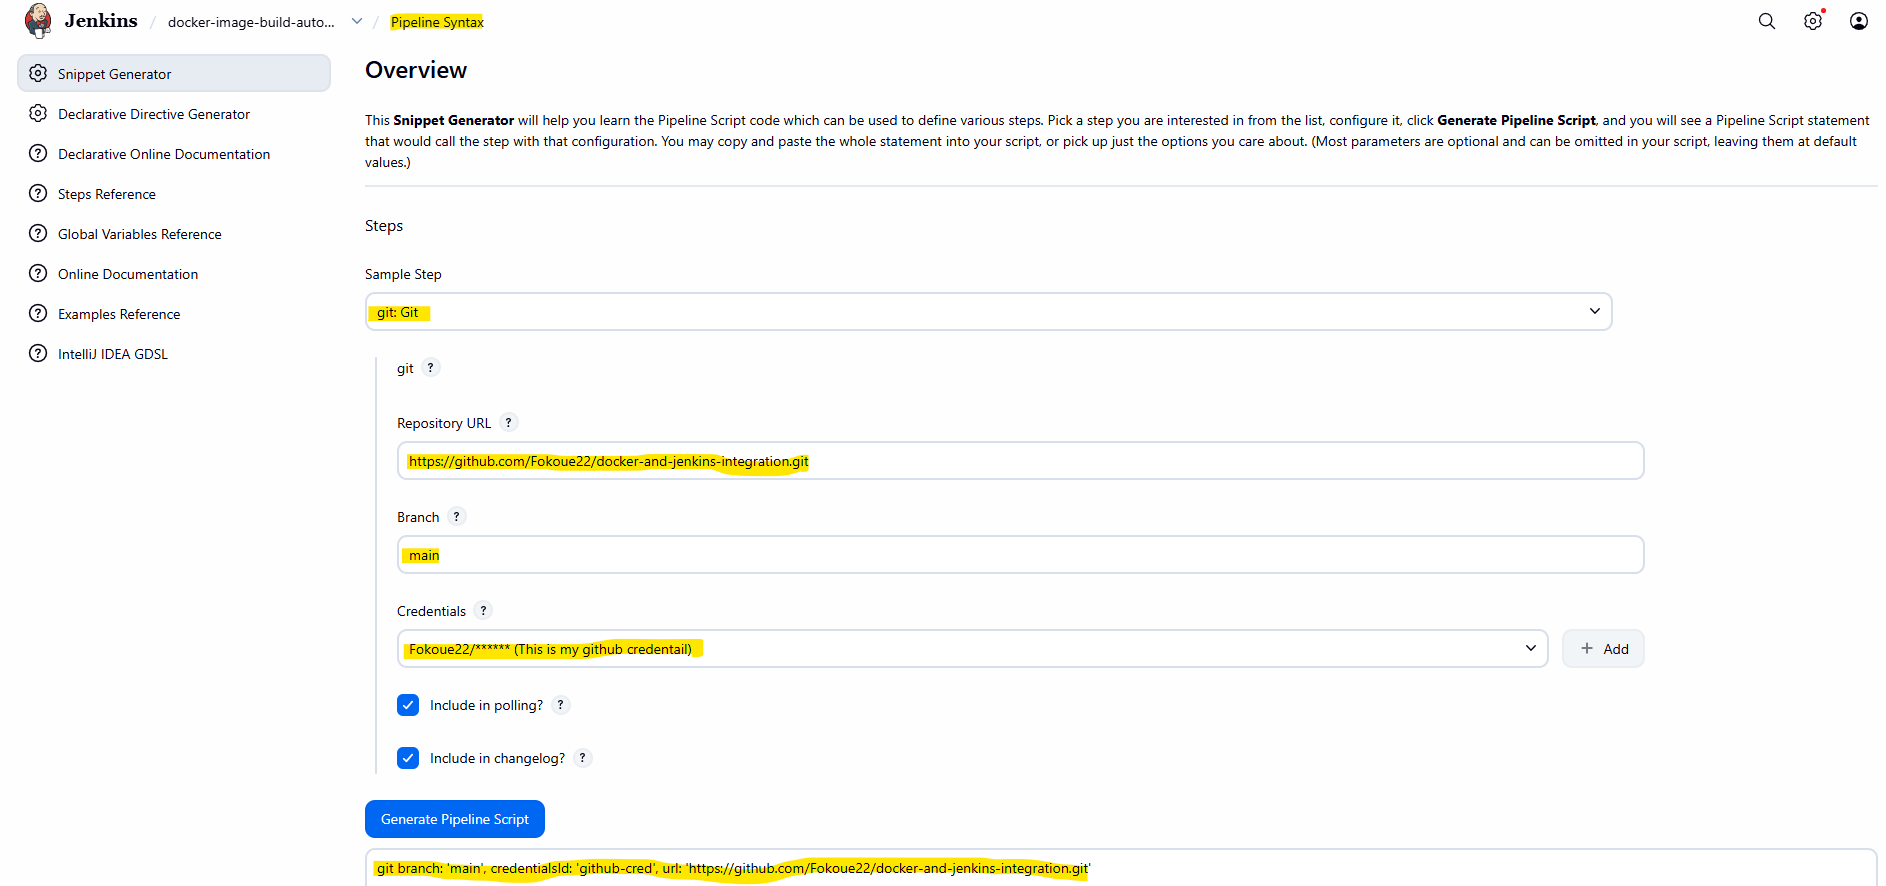 Jenkins / docker-image-build-auto... / Pipeline Syntax
Snippet Generator
Declarative Directive Generator
Declarative Online Documentation
Steps Reference
Global Variables Reference
Online Documentation
Examples Reference
IntelliJ IDEA GDSL
Overview
This Snippet Generator will help you learn the Pipeline Script code which can be used to define various steps. Pick a step you are interested in from the list, configure it, click Generate Pipeline Script, and you will see a Pipeline Script statement
that would call the step with that configuration. You may copy and paste the whole statement into your script, or pick up just the options you care about. (Most parameters are optional and can be omitted in your script, leaving them at default
values.)
Steps
Sample Step
git: Git
git ?
Repository URL ?
https://github.com/Fokoue22/docker-and-jenkins-integration.git
Branch ?
main
Credentials ?
Fokoue22/****** (This is my github credentail)
+ Add
Include in polling? ?
Include in changelog? ?
Generate Pipeline Script
git branch: 'main', credentialsId: 'github-cred', url: 'https://github.com/Fokoue22/docker-and-jenkins-integration.git'